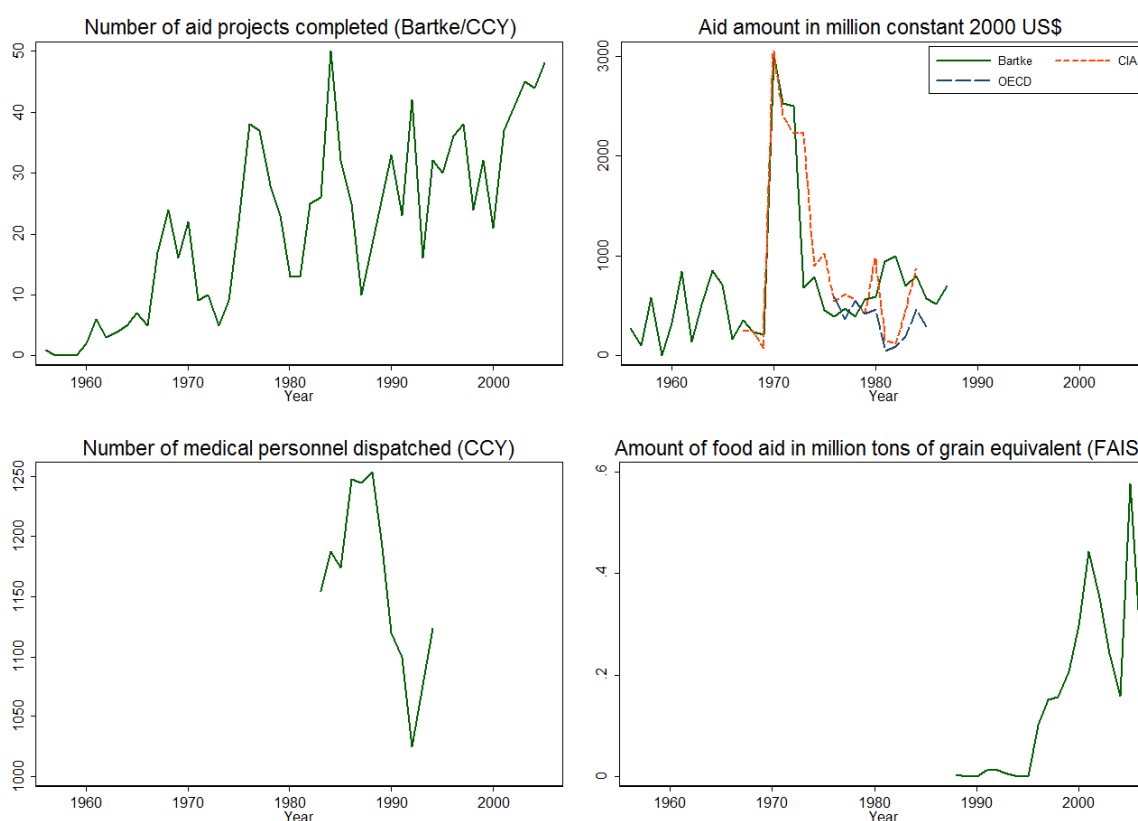 Number of aid projects completed (Bartke/CCY)
50
40
30
20
10
0
1960 1970 1980 1990 2000
Year
Aid amount in million constant 2000 US$
Bartke CIA
OECD
3000
2000
1000
0
1960 1970 1980 1990 2000
Year
Number of medical personnel dispatched (CCY)
1250
1200
1150
1100
1050
1000
1960 1970 1980 1990 2000
Year
Amount of food aid in million tons of grain equivalent (FAIS
.6
.4
.2
0
1960 1970 1980 1990 2000
Year